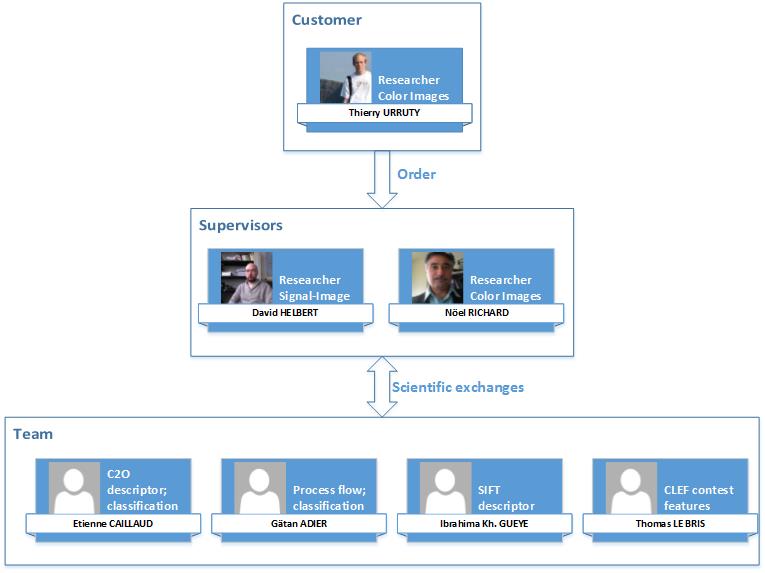 Customer
Researcher
Color Images
Thierry URRUTY
Order
Supervisors
Researcher
Signal-Image
David HELBERT
Researcher
Color Images
Nöel RICHARD
Scientific exchanges
Team
C2O
descriptor;
classification
Etienne CAILLAUD
Process flow;
classification
Gätan ADIER
SIFT
descriptor
Ibrahima Kh. GUEYE
CLEF contest
features
Thomas LE BRIS